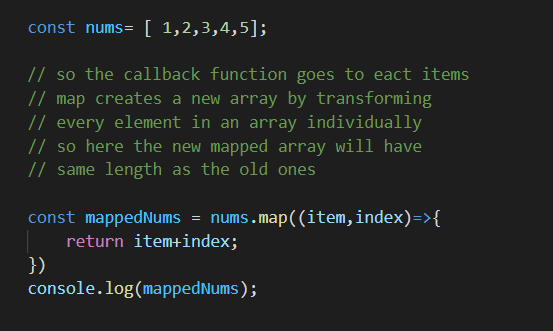 const nums= [ 1,2,3,4,5];
// so the callback function goes to eact items
// map creates a new array by transforming
// every element in an array individually
// so here the new mapped array will have
// same length as the old ones
const mappedNums = nums.map((item,index)=>{
    return item+index;
})
console.log(mappedNums);